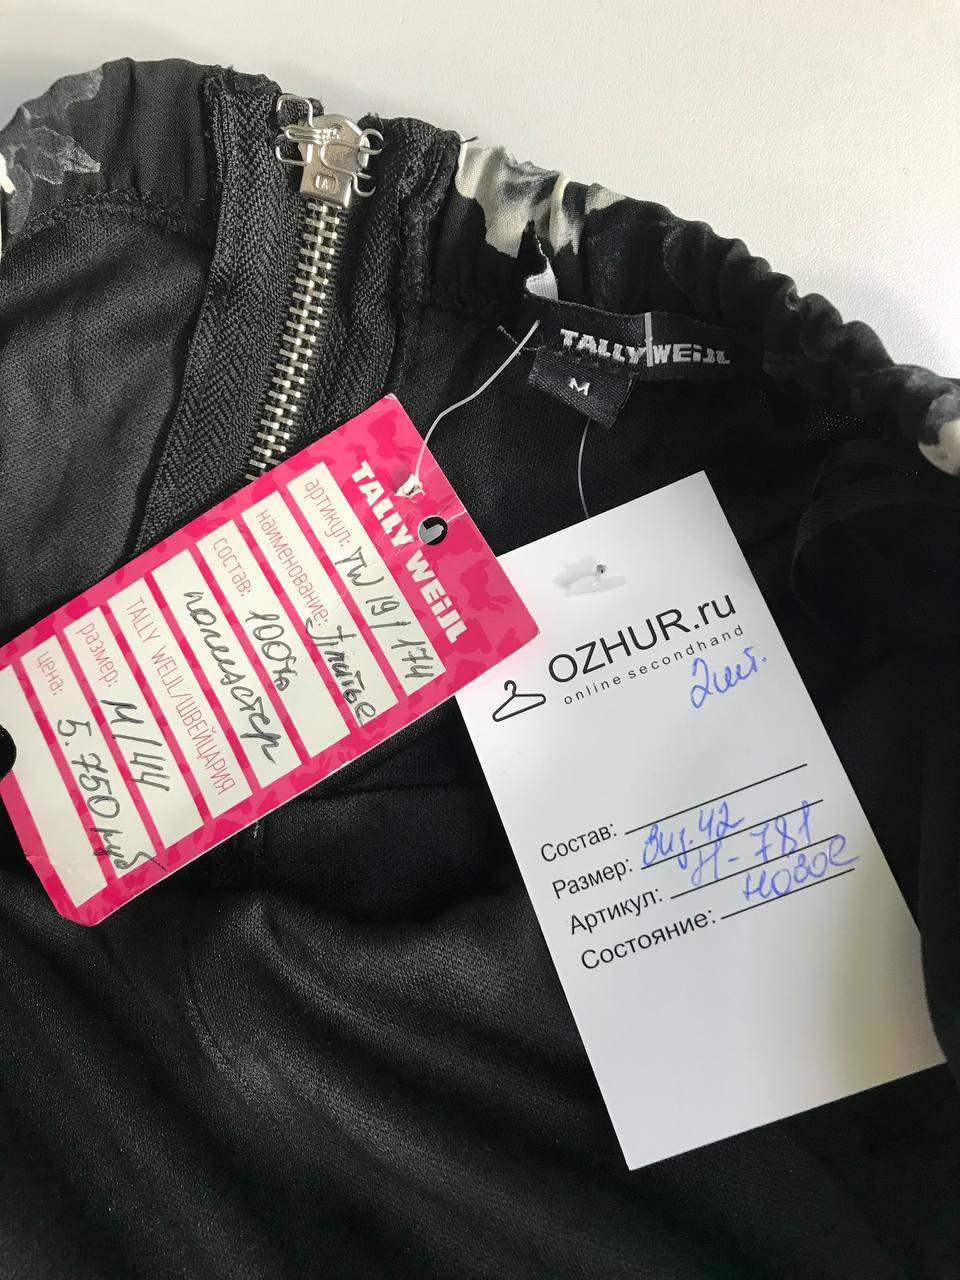 TALLY WEiJL
M
TALLY WEiJL
артикул: TW 19/174
наименование: Платье
состав: 100%
полиэстер
TALLY WEIJL/ШВЕЙЦАРИЯ
размер: M/44
цена: 5.750 руб
OZHUR.ru
online secondhand
2шт.
Состав:
Размер: виз.42
Артикул: Н-781
Состояние: новое